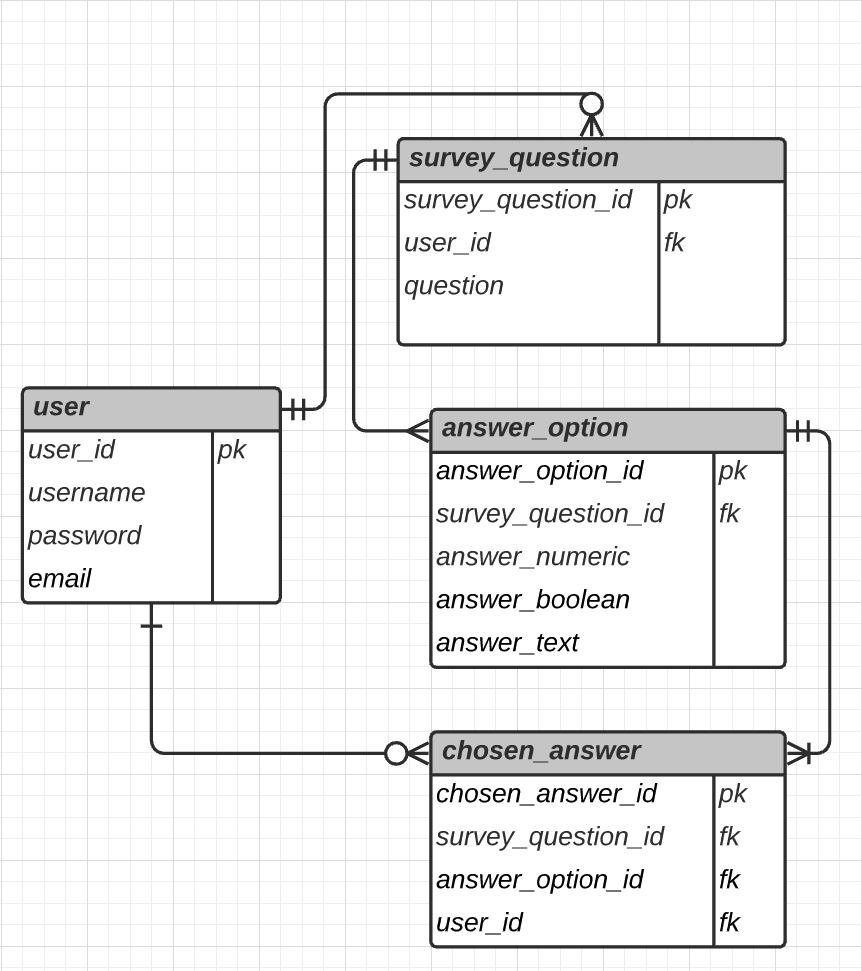 survey_question
survey_question_id pk
user_id fk
question
user
user_id pk
username
password
email
answer_option
answer_option_id pk
survey_question_id fk
answer_numeric
answer_boolean
answer_text
chosen_answer
chosen_answer_id pk
survey_question_id fk
answer_option_id fk
user_id fk